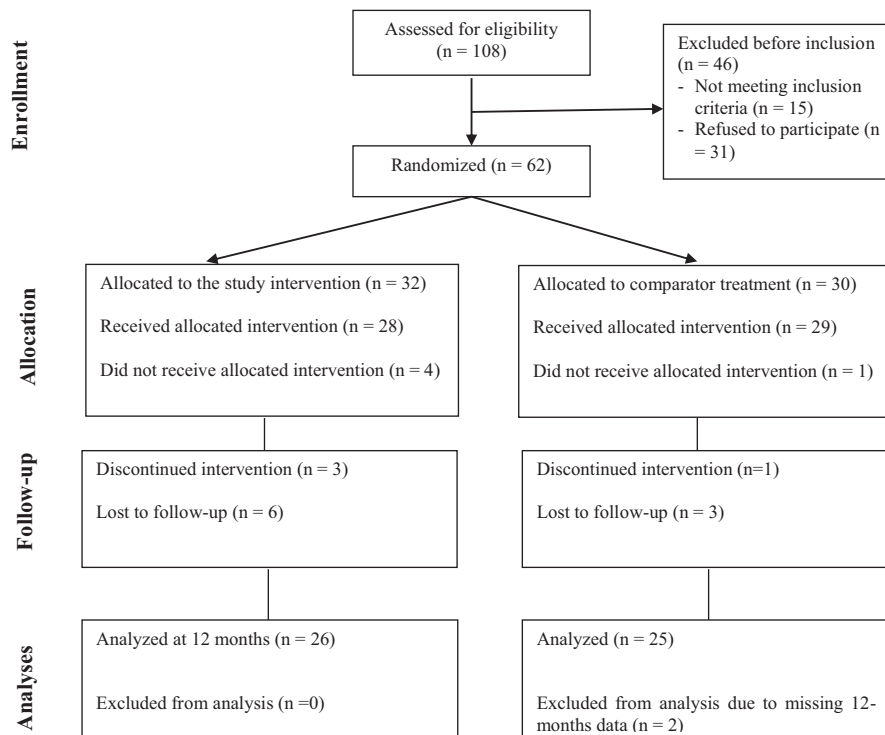 Enrollment
Assessed for eligibility
(n = 108)
Excluded before inclusion
(n = 46)
- Not meeting inclusion
criteria (n = 15)
- Refused to participate (n
= 31)
Randomized (n = 62)
Allocation
Allocated to the study intervention (n = 32)
Received allocated intervention (n = 28)
Did not receive allocated intervention (n = 4)
Allocated to comparator treatment (n = 30)
Received allocated intervention (n = 29)
Did not receive allocated intervention (n = 1)
Follow-up
Discontinued intervention (n = 3)
Lost to follow-up (n = 6)
Discontinued intervention (n=1)
Lost to follow-up (n = 3)
Analyses
Analyzed at 12 months (n = 26)
Excluded from analysis (n =0)
Analyzed (n = 25)
Excluded from analysis due to missing 12-
months data (n = 2)